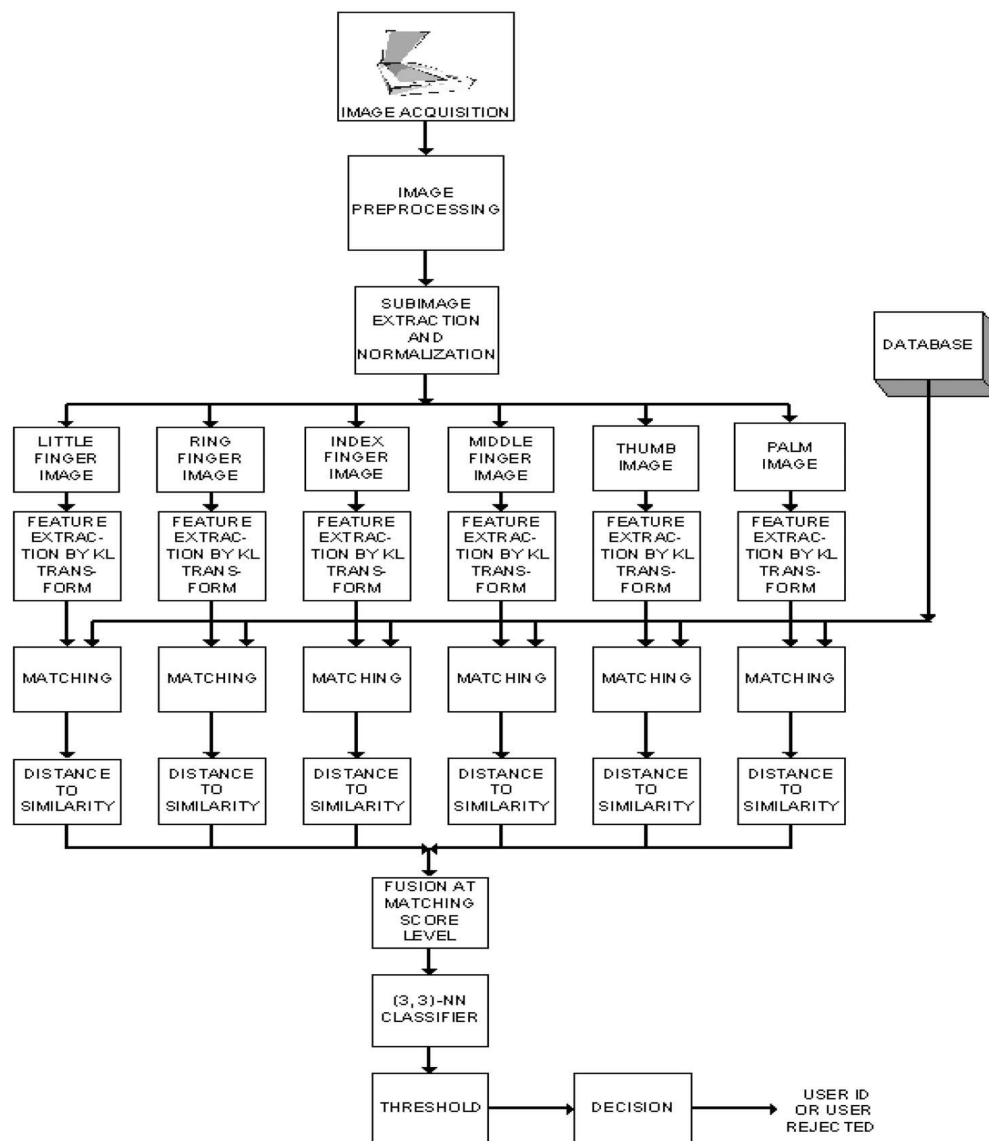 IMAGE ACQUISITION
IMAGE
PREPROCESSING
SUBIMAGE
EXTRACTION
AND
NORMALIZATION
DATABASE
LITTLE
FINGER
IMAGE
RING
FINGER
IMAGE
INDEX
FINGER
IMAGE
MIDDLE
FINGER
IMAGE
THUMB
IMAGE
PALM
IMAGE
FEATURE
EXTRAC-
TION BY KL
TRANS-
FORM
FEATURE
EXTRAC-
TION BY KL
TRANS-
FORM
FEATURE
EXTRAC-
TION BY KL
TRANS-
FORM
FEATURE
EXTRAC-
TION BY KL
TRANS-
FORM
FEATURE
EXTRAC-
TION BY KL
TRANS-
FORM
FEATURE
EXTRAC-
TION BY KL
TRANS-
FORM
MATCHING
MATCHING
MATCHING
MATCHING
MATCHING
MATCHING
DISTANCE
TO
SIMILARITY
DISTANCE
TO
SIMILARITY
DISTANCE
TO
SIMILARITY
DISTANCE
TO
SIMILARITY
DISTANCE
TO
SIMILARITY
DISTANCE
TO
SIMILARITY
FUSION AT
MATCHING
SCORE
LEVEL
(3,3)-NN
CLASSIFIER
THRESHOLD
DECISION
USER ID
OR USER
REJECTED